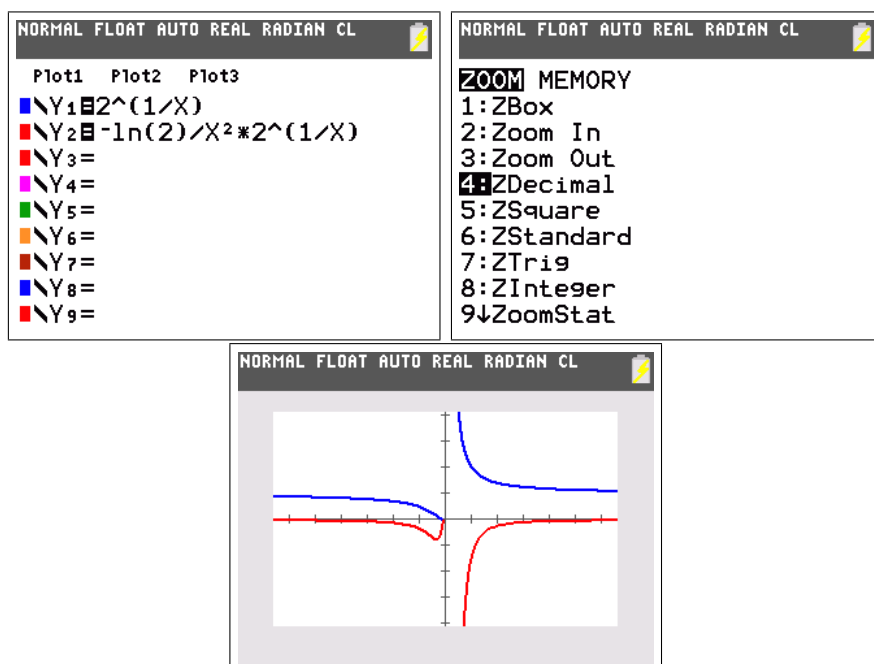 NORMAL FLOAT AUTO REAL RADIAN CL
Plot1 Plot2 Plot3
\Y₁=2^(1/X)
\Y₂=⁻ln(2)/X²*2^(1/X)
\Y₃=
\Y₄=
\Y₅=
\Y₆=
\Y₇=
\Y₈=
\Y₉=
NORMAL FLOAT AUTO REAL RADIAN CL
ZOOM MEMORY
1:ZBox
2:Zoom In
3:Zoom Out
4:ZDecimal
5:ZSquare
6:ZStandard
7:ZTrig
8:ZInteger
9↓ZoomStat
NORMAL FLOAT AUTO REAL RADIAN CL